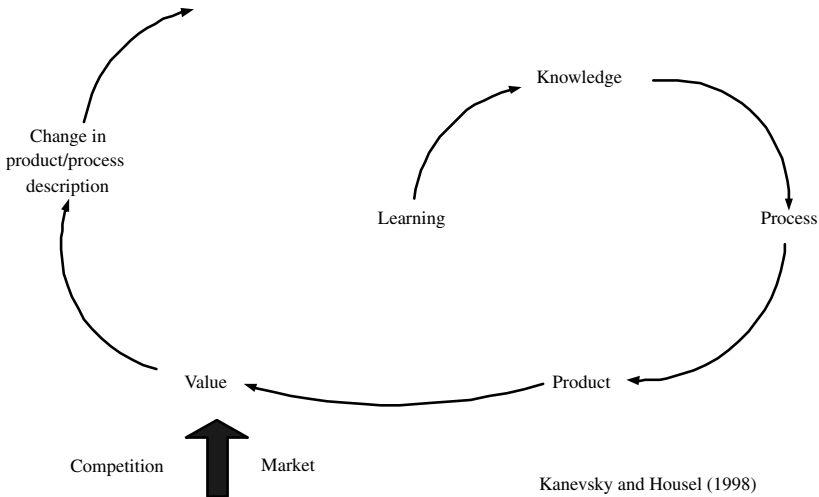 Knowledge
Change in
product/process
description
Learning
Process
Value
Product
Competition
Market
Kanevsky and Housel (1998)